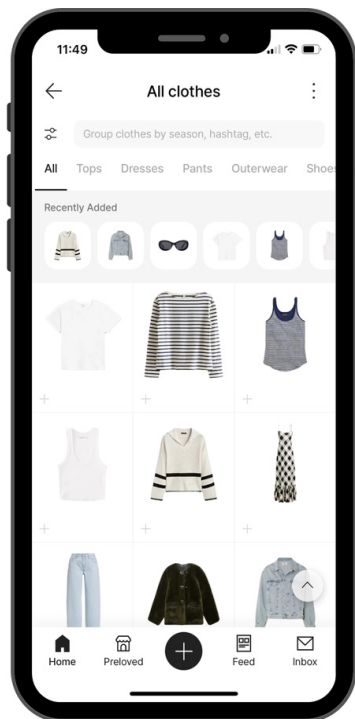 11:49
All clothes
Group clothes by season, hashtag, etc.
All Tops Dresses Pants Outerwear Shoes
Recently Added
Home Preloved Feed Inbox